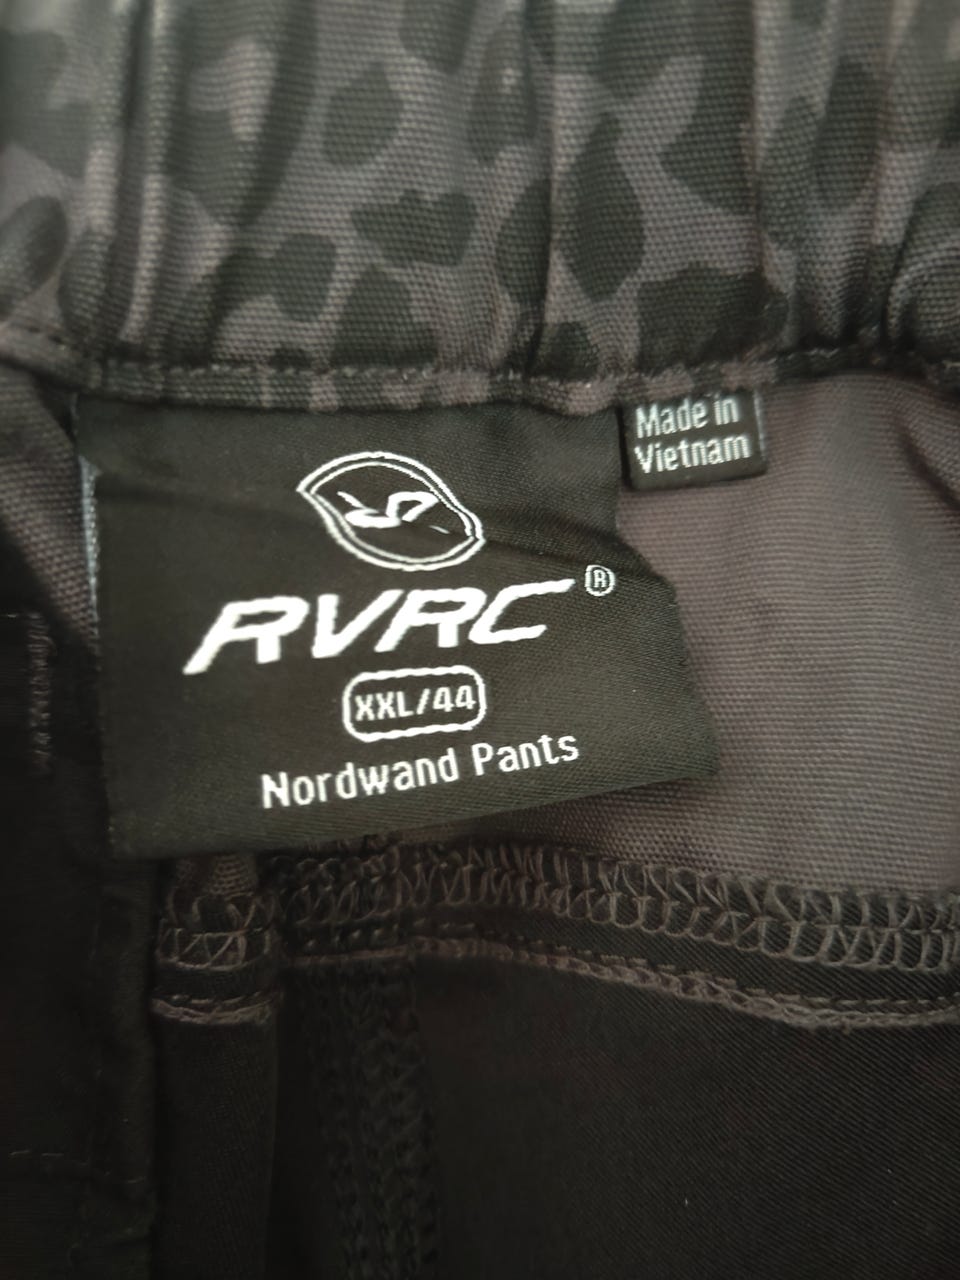 Made in
Vietnam
RVRC®
XXL/44
Nordwand Pants